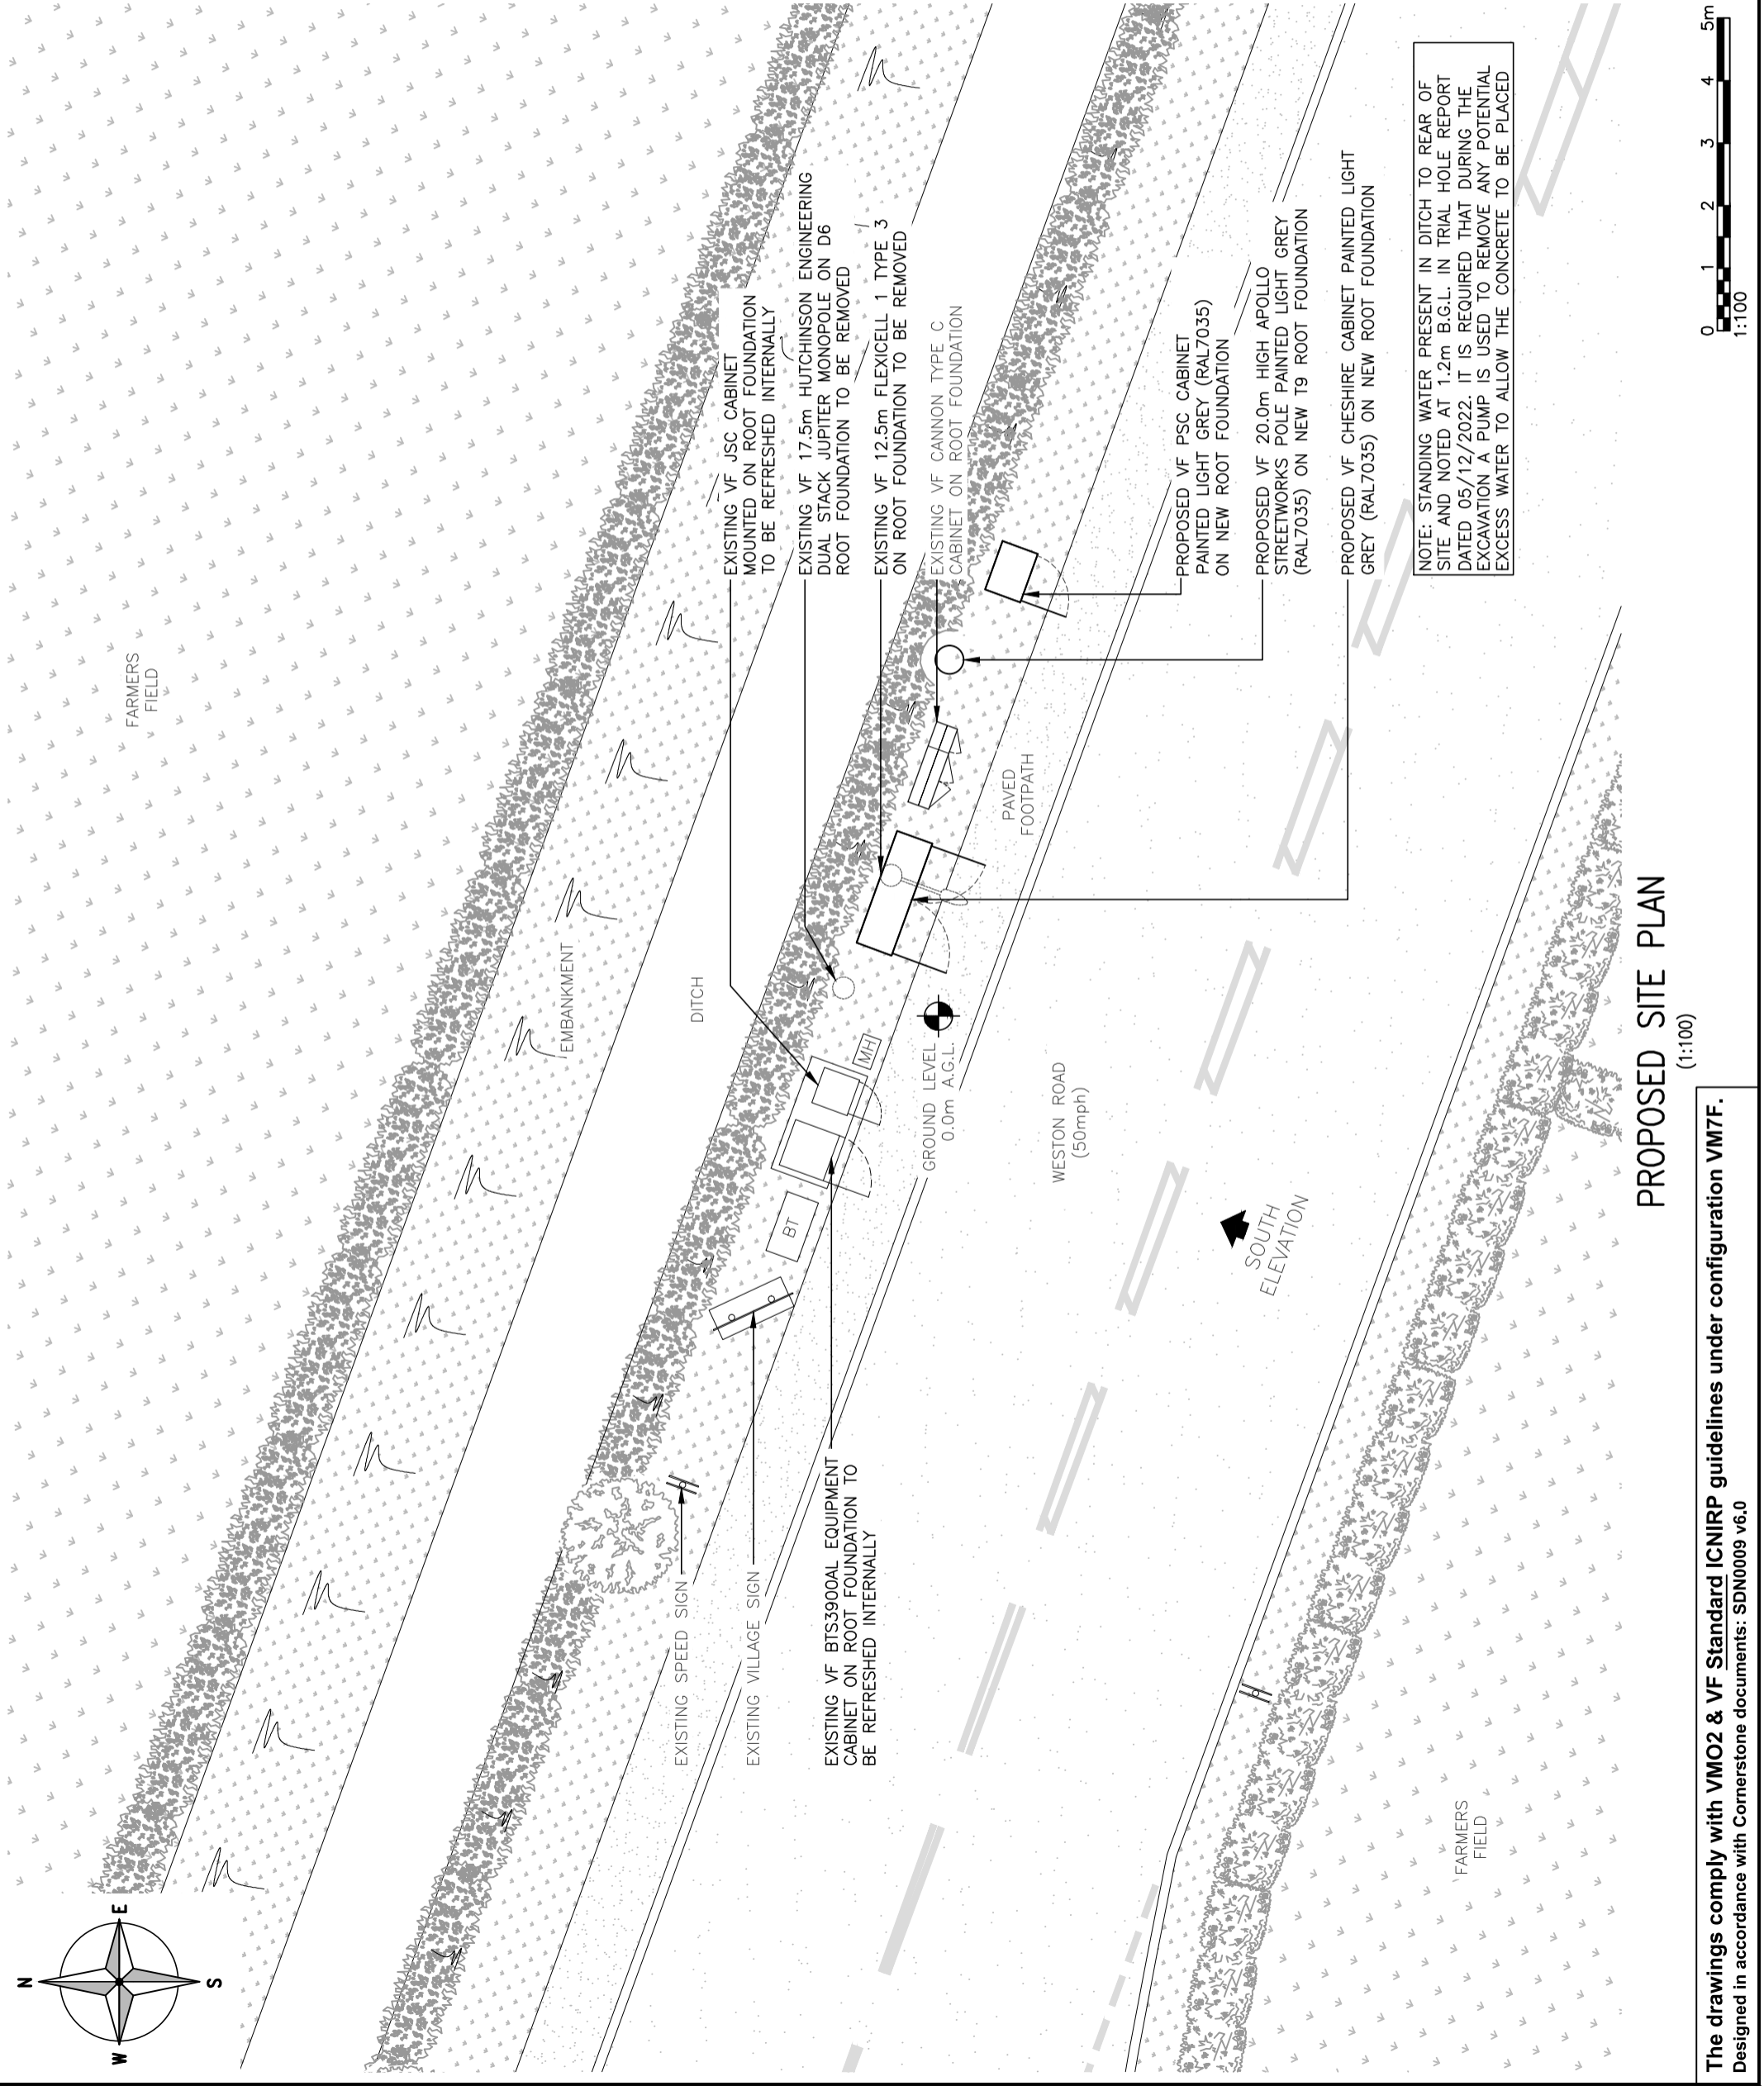 N
E
S
W
FARMERS
FIELD
EMBANKMENT
DITCH
EXISTING VF JSC CABINET
MOUNTED ON ROOT FOUNDATION
TO BE REFRESHED INTERNALLY
EXISTING VF 17.5m HUTCHINSON ENGINEERING
DUAL STACK JUPITER MONOPOLE ON D6
ROOT FOUNDATION TO BE REMOVED
EXISTING VF 12.5m FLEXICELL 1 TYPE 3
ON ROOT FOUNDATION TO BE REMOVED
EXISTING VF CANNON TYPE C
CABINET ON ROOT FOUNDATION
EXISTING SPEED SIGN
EXISTING VILLAGE SIGN
EXISTING VF BTS3900AL EQUIPMENT
CABINET ON ROOT FOUNDATION TO
BE REFRESHED INTERNALLY
BT
MH
GROUND LEVEL
0.0m A.G.L.
PAVED
FOOTPATH
WESTON ROAD
(50mph)
PROPOSED VF PSC CABINET
PAINTED LIGHT GREY (RAL7035)
ON NEW ROOT FOUNDATION
PROPOSED VF 20.0m HIGH APOLLO
STREETWORKS POLE PAINTED LIGHT GREY
(RAL7035) ON NEW T9 ROOT FOUNDATION
PROPOSED VF CHESHIRE CABINET PAINTED LIGHT
GREY (RAL7035) ON NEW ROOT FOUNDATION
SOUTH
ELEVATION
NOTE: STANDING WATER PRESENT IN DITCH TO REAR OF
SITE AND NOTED AT 1.2m B.G.L. IN TRIAL HOLE REPORT
DATED 05/12/2022. IT IS REQUIRED THAT DURING THE
EXCAVATION A PUMP IS USED TO REMOVE ANY POTENTIAL
EXCESS WATER TO ALLOW THE CONCRETE TO BE PLACED
FARMERS
FIELD
PROPOSED SITE PLAN
(1:100)
0 1 2 3 4 5m
1:100
The drawings comply with VMO2 & VF Standard ICNIRP guidelines under configuration VM7F.
Designed in accordance with Cornerstone documents: SDN0009 v6.0